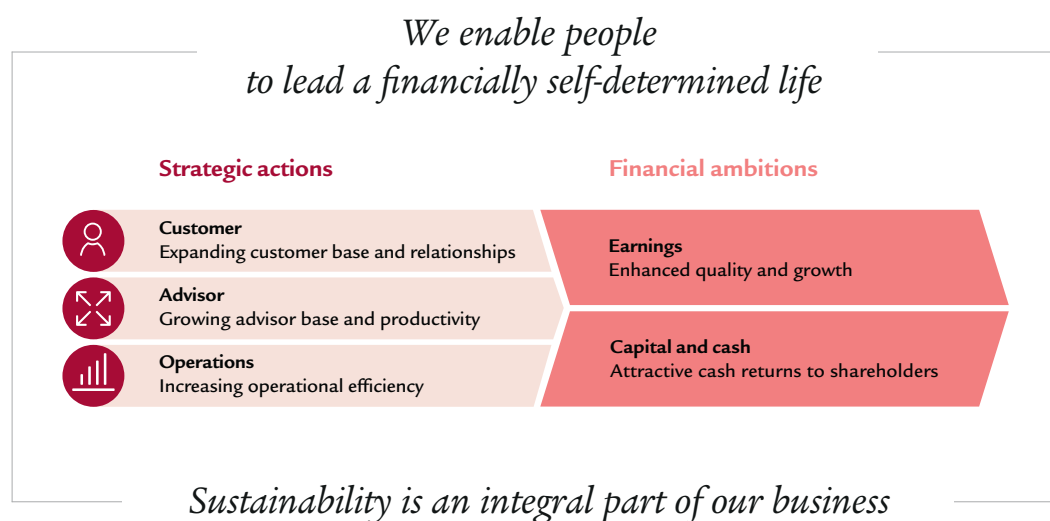 We enable people
to lead a financially self-determined life
Strategic actions
Financial ambitions
Customer
Expanding customer base and relationships
Advisor
Growing advisor base and productivity
Operations
Increasing operational efficiency
Earnings
Enhanced quality and growth
Capital and cash
Attractive cash returns to shareholders
Sustainability is an integral part of our business